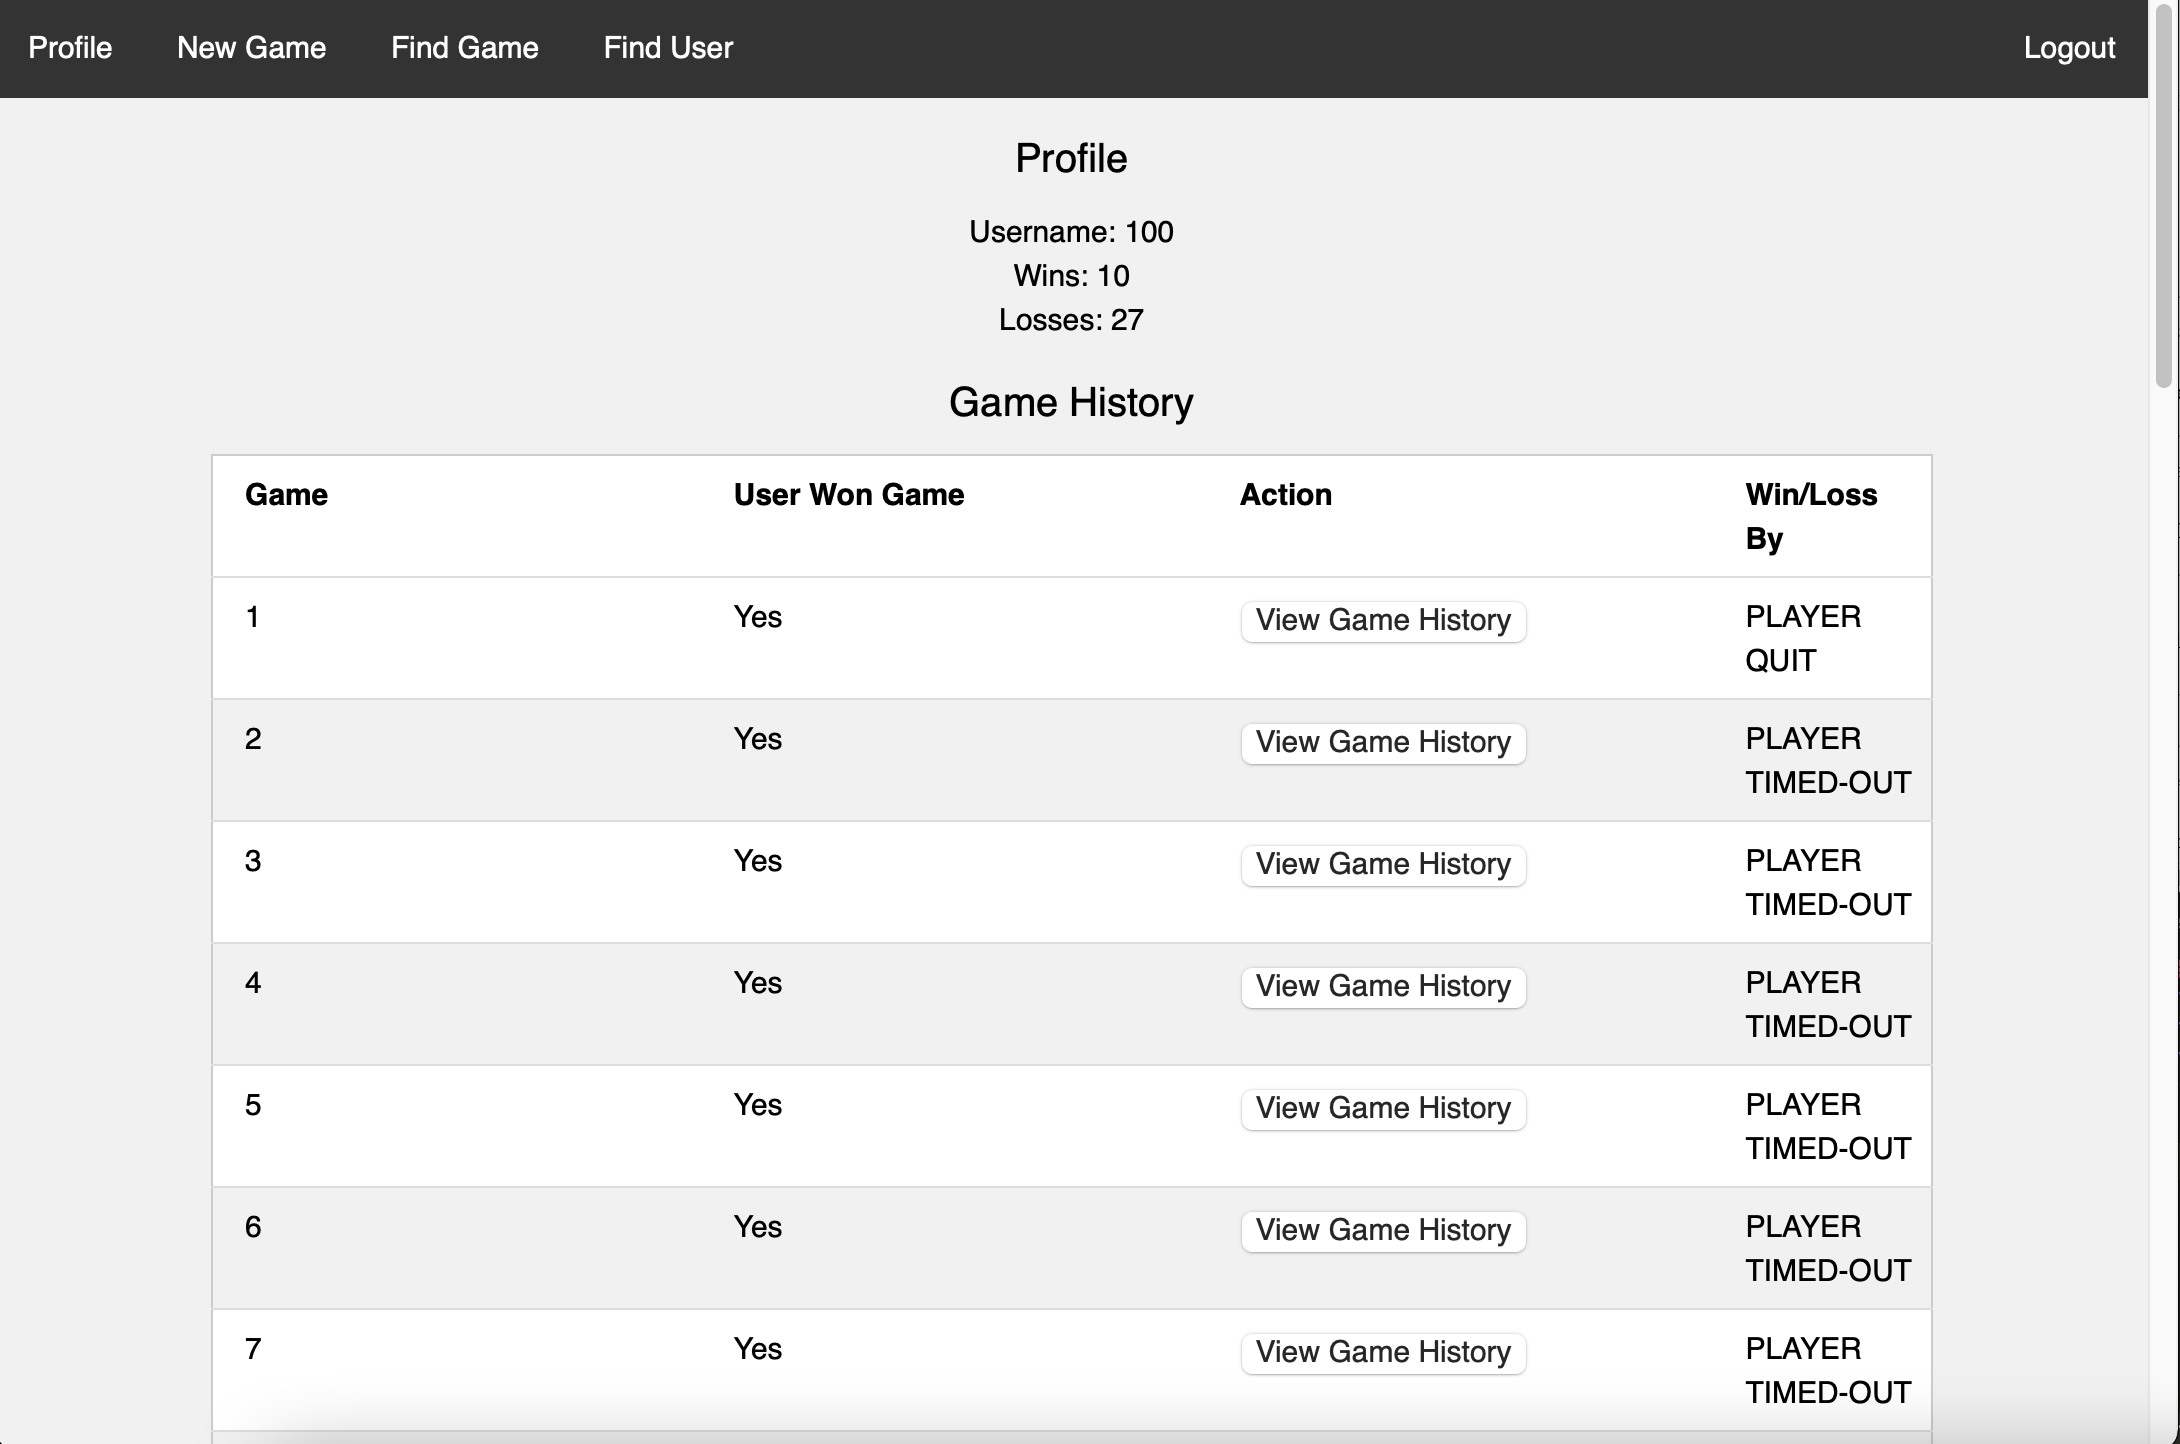 Profile New Game Find Game Find User Logout
Profile
Username: 100
Wins: 10
Losses: 27
Game History
Game User Won Game Action Win/Loss
By
1 Yes View Game History PLAYER
QUIT
2 Yes View Game History PLAYER
TIMED-OUT
3 Yes View Game History PLAYER
TIMED-OUT
4 Yes View Game History PLAYER
TIMED-OUT
5 Yes View Game History PLAYER
TIMED-OUT
6 Yes View Game History PLAYER
TIMED-OUT
7 Yes View Game History PLAYER
TIMED-OUT